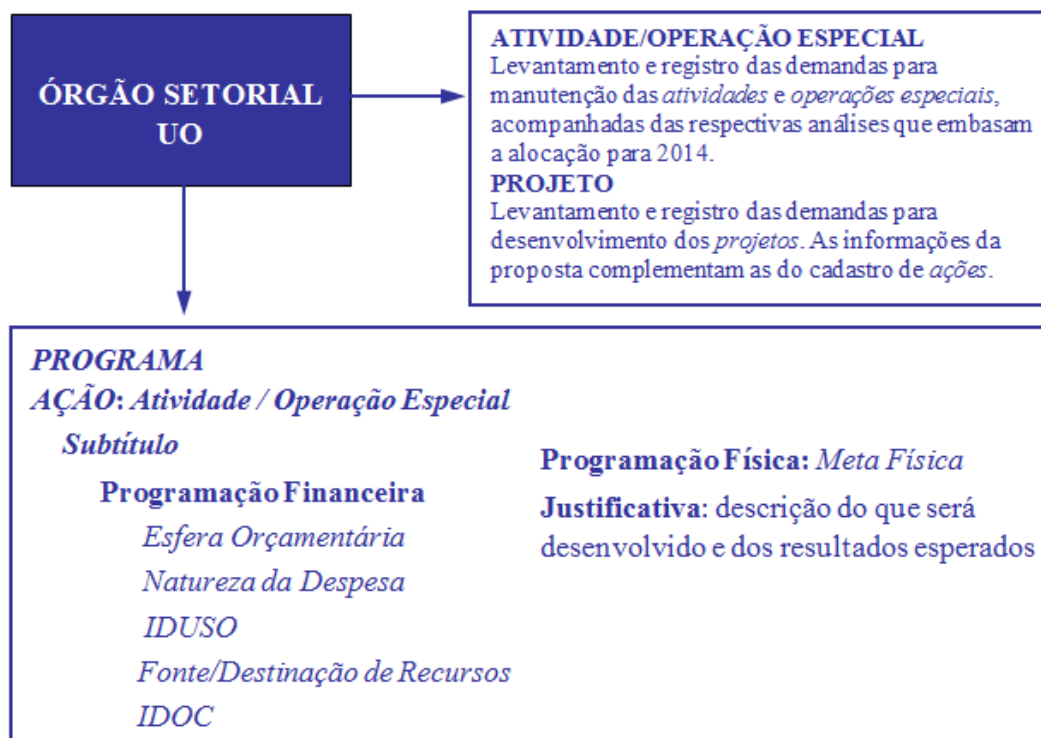 ÓRGÃO SETORIAL
UO
ATIVIDADE/OPERAÇÃO ESPECIAL
Levantamento e registro das demandas para
manutenção das atividades e operações especiais,
acompanhadas das respectivas análises que embasam
a alocação para 2014.
PROJETO
Levantamento e registro das demandas para
desenvolvimento dos projetos. As informações da
proposta complementam as do cadastro de ações.
PROGRAMA
AÇÃO: Atividade / Operação Especial
Subtítulo
Programação Financeira
Esfera Orçamentária
Natureza da Despesa
IDUSO
Fonte/Destinação de Recursos
IDOC
Programação Física: Meta Física
Justificativa: descrição do que será
desenvolvido e dos resultados esperados